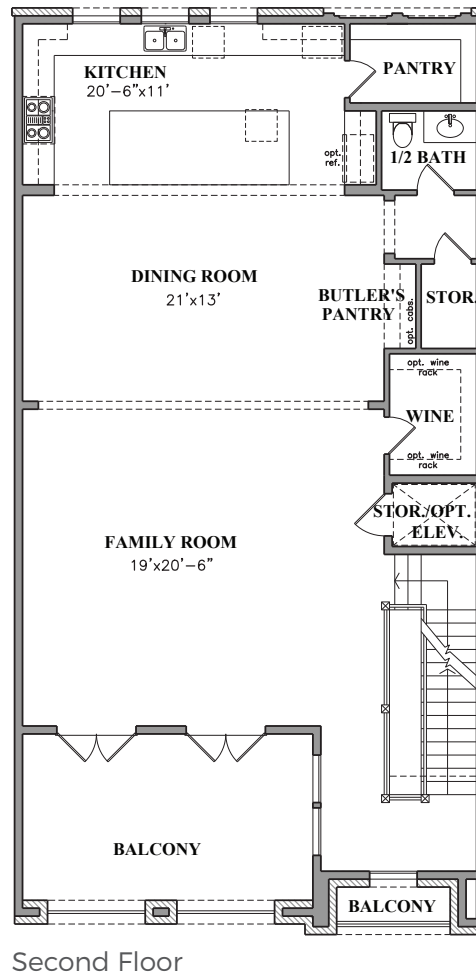 KITCHEN
20'-6"x11'
PANTRY
opt.
ref.
1/2 BATH
DINING ROOM
21'x13'
BUTLER'S
PANTRY
opt. cabs.
STOR.
opt. wine
rack
WINE
opt. wine
rack
STOR./OPT.
ELEV.
FAMILY ROOM
19'x20'-6"
BALCONY
BALCONY
Second Floor